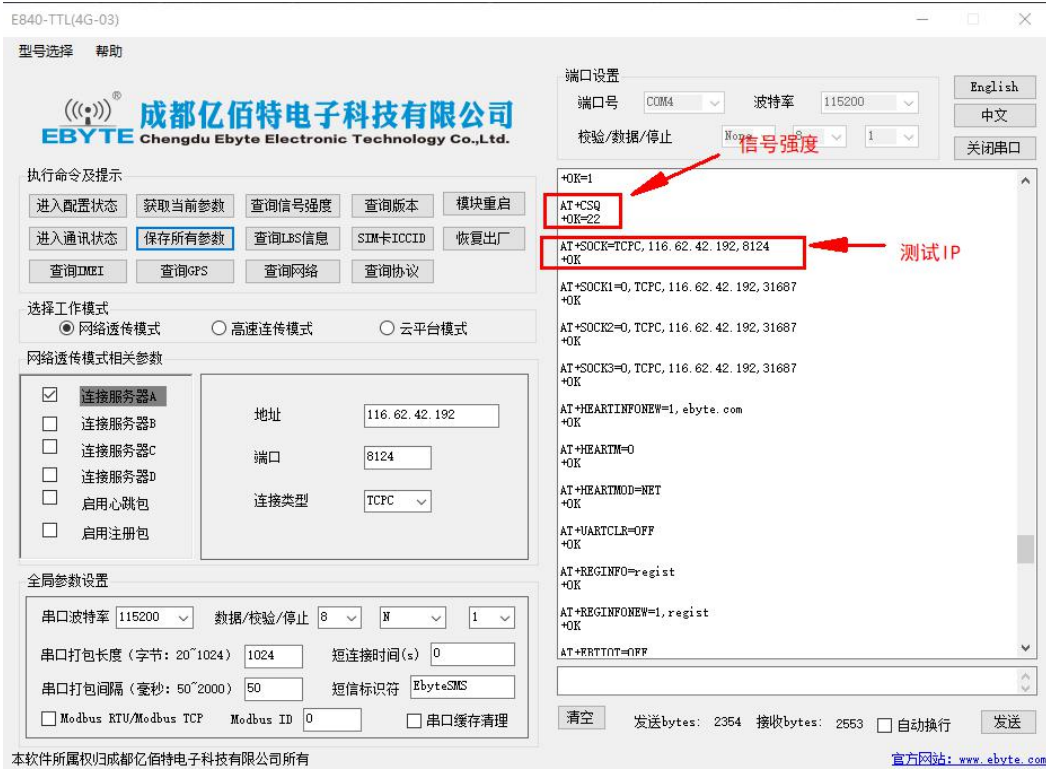 E840-TTL(4G-03)
型号选择 帮助
®
EBYTE
成都亿佰特电子科技有限公司
Chengdu Ebyte Electronic Technology Co.,Ltd.
端口设置
端口号 COM4 波特率 115200
校验/数据/停止 None 8 1
English
中文
关闭串口
信号强度
测试IP
执行命令及提示
进入配置状态 获取当前参数 查询信号强度 查询版本 模块重启
进入通讯状态 保存所有参数 查询LBS信息 SIM卡ICCID 恢复出厂
查询IMEI 查询GPS 查询网络 查询协议
选择工作模式
网络透传模式 高速连传模式 云平台模式
网络透传模式相关参数
连接服务器A
连接服务器B
连接服务器C
连接服务器D
启用心跳包
启用注册包
地址 116.62.42.192
端口 8124
连接类型 TCPC
全局参数设置
串口波特率 115200 数据/校验/停止 8 N 1
串口打包长度（字节：20~1024） 1024 短连接时间(s) 0
串口打包间隔（毫秒：50~2000） 50 短信标识符 EbyteSMS
Modbus RTU/Modbus TCP Modbus ID 0 串口缓存清理
+OK=1
AT+CSQ
+OK=22
AT+SOCK=TCPC,116.62.42.192,8124
+OK
AT+SOCK1=0,TCPC,116.62.42.192,31687
+OK
AT+SOCK2=0,TCPC,116.62.42.192,31687
+OK
AT+SOCK3=0,TCPC,116.62.42.192,31687
+OK
AT+HEARTINFONEW=1,ebyte.com
+OK
AT+HEARTM=0
+OK
AT+HEARTMOD=NET
+OK
AT+UARTCLR=OFF
+OK
AT+REGINFO=regist
+OK
AT+REGINFONEW=1,regist
+OK
AT+EBTIOT=OFF
清空 发送bytes: 2354 接收bytes: 2553 自动换行 发送
本软件所属权归成都亿佰特电子科技有限公司所有
官方网站: www.ebyte.com